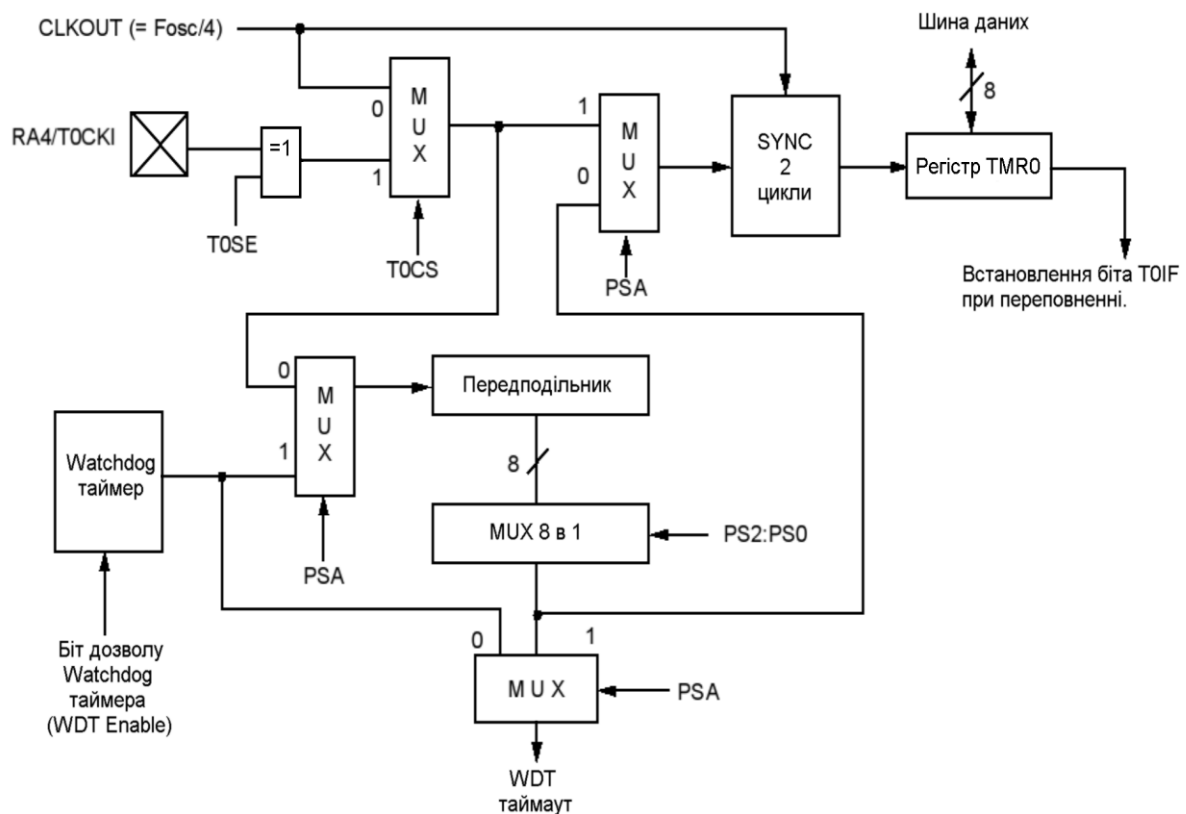 CLKOUT (= Fosc/4)
Шина даних
8
M
U
X
0
1
M
U
X
1
0
SYNC
2
цикли
RA4/T0CKI
=1
Регістр TMR0
T0SE
T0CS
PSA
Встановлення біта T0IF
при переповненні.
0
M
U
X
1
Передподільник
Watchdog
таймер
8
MUX 8 в 1
PS2:PS0
PSA
0
1
Біт дозволу
Watchdog
таймера
(WDT Enable)
M U X
PSA
WDT
таймаут